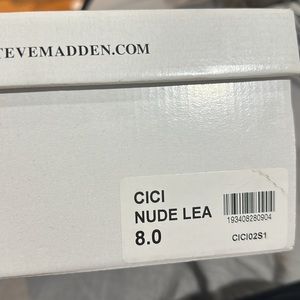 TEVEMADDEN.COM
CICI
NUDE LEA
8.0
193408280904
CICI02S1